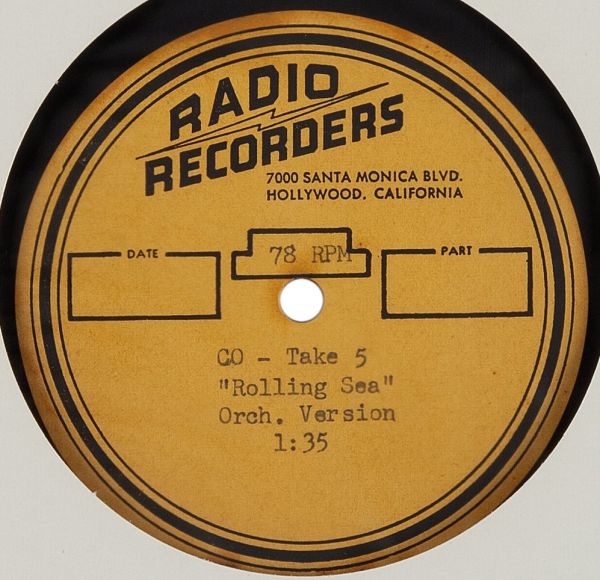 RADIO
RECORDERS
7000 SANTA MONICA BLVD.
HOLLYWOOD, CALIFORNIA
DATE
78 RPM
PART
CO - Take 5
"Rolling Sea"
Orch. Version
1:35